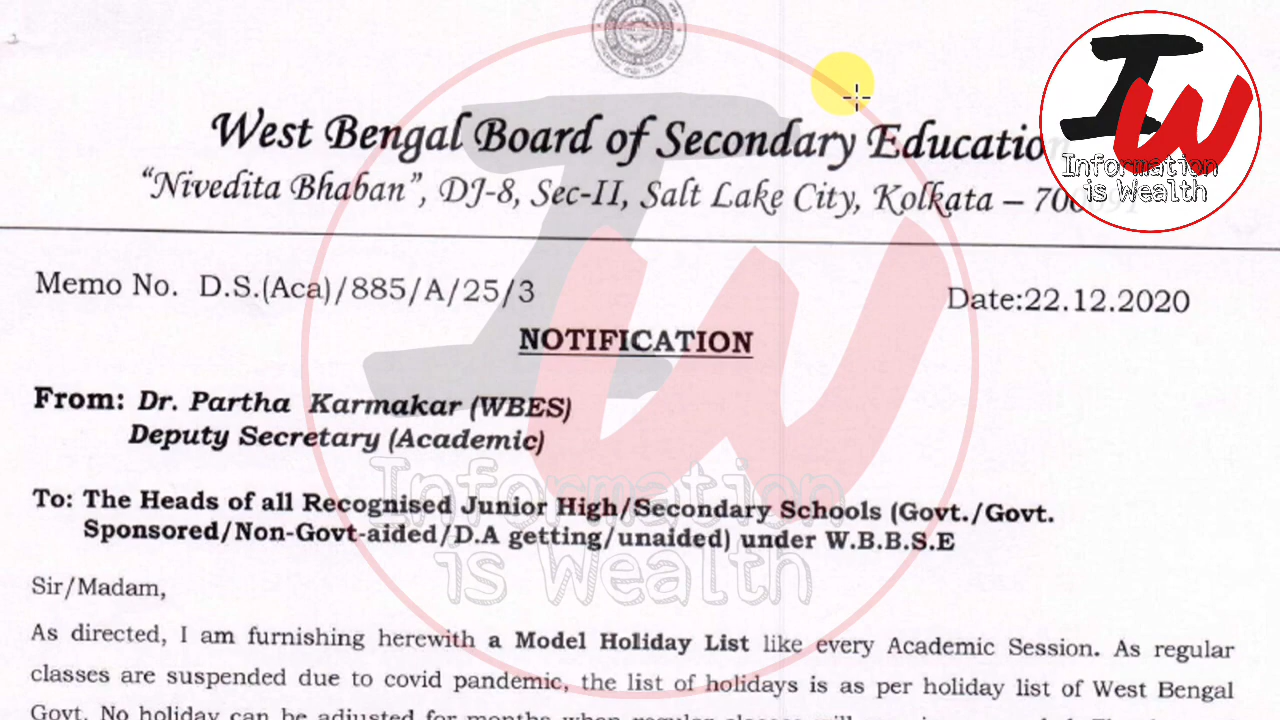 West Bengal Board of Secondary Education
"Nivedita Bhaban", DJ-8, Sec-II, Salt Lake City, Kolkata –
Information
is Wealth
Memo No. D.S.(Aca)/885/A/25/3
Date:22.12.2020
NOTIFICATION
From: Dr. Partha Karmakar (WBES)
Deputy Secretary (Academic)
To: The Heads of all Recognised Junior High/Secondary Schools (Govt./Govt.
Sponsored/Non-Govt-aided/D.A getting/unaided) under W.B.B.S.E
Information
is Wealth
Sir/Madam,
As directed, I am furnishing herewith a Model Holiday List like every Academic Session. As regular
classes are suspended due to covid pandemic, the list of holidays is as per holiday list of West Bengal
Govt. No holiday can be adjusted for months when regular classes will